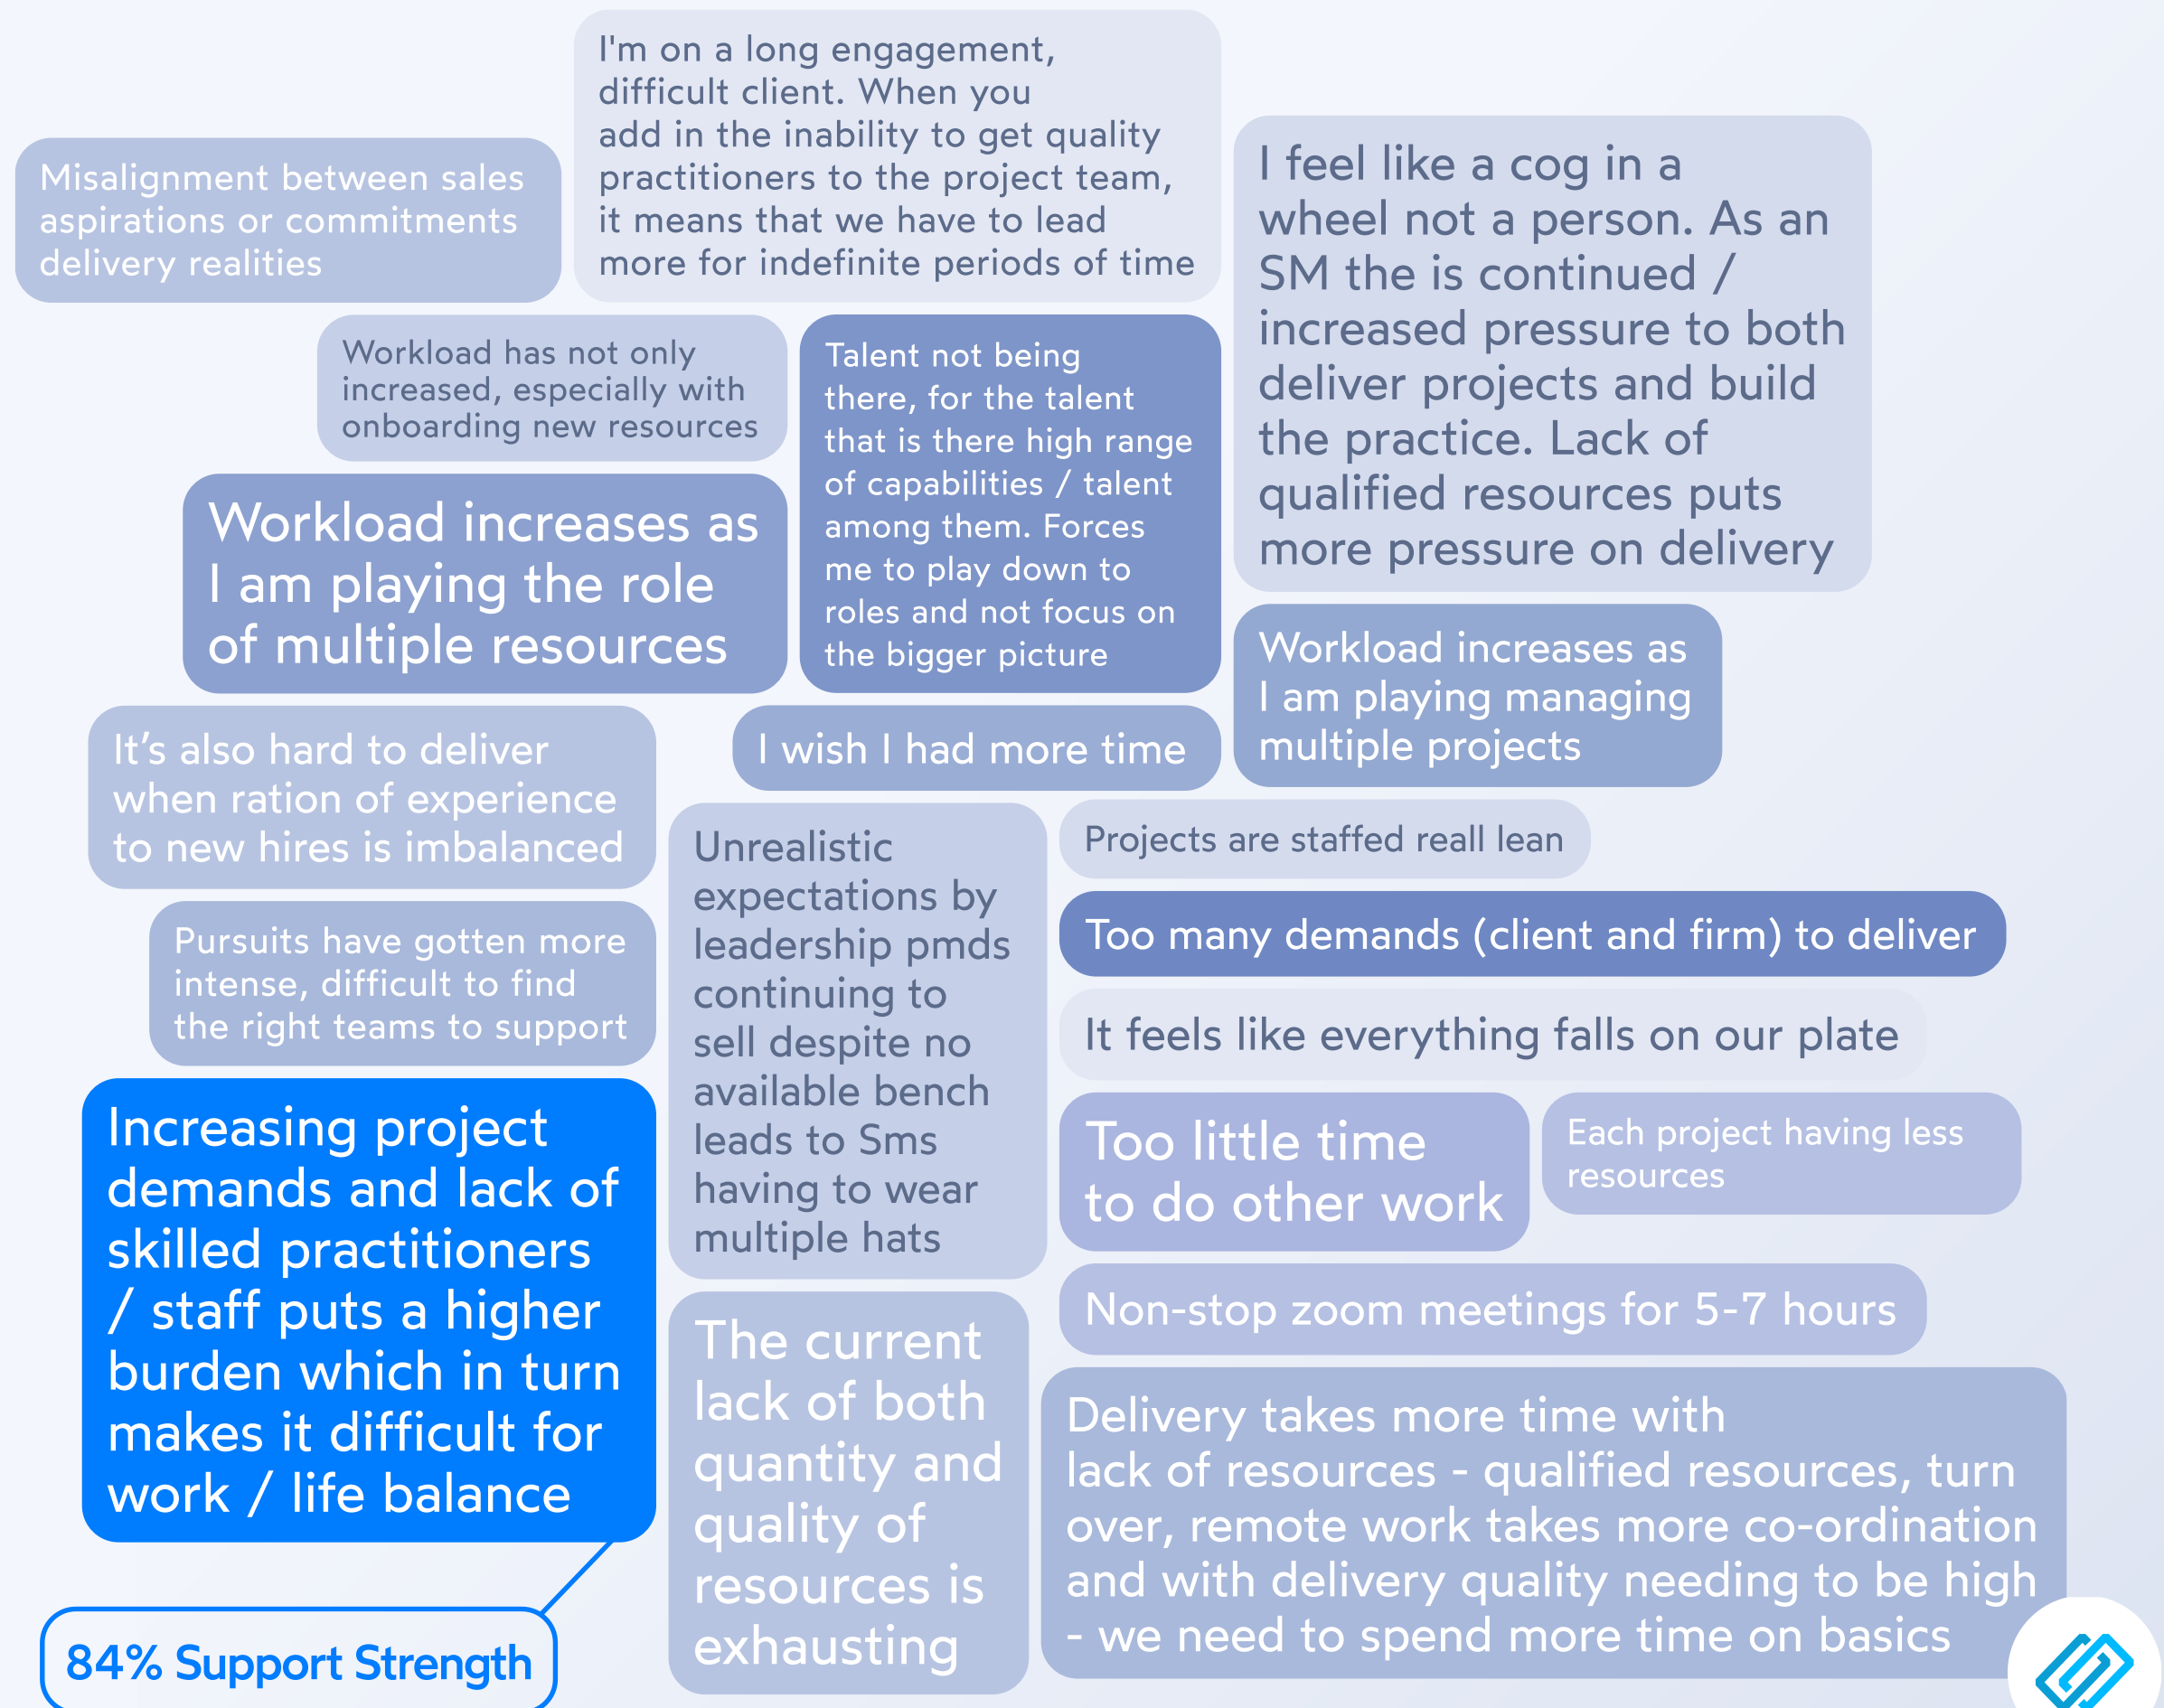 I'm on a long engagement,
difficult client. When you
add in the inability to get quality
practitioners to the project team,
it means that we have to lead
more for indefinite periods of time
Misalignment between sales
aspirations or commitments
delivery realities
I feel like a cog in a
wheel not a person. As an
SM the is continued /
increased pressure to both
deliver projects and build
the practice. Lack of
qualified resources puts
more pressure on delivery
Workload has not only
increased, especially with
onboarding new resources
Talent not being
there, for the talent
that is there high range
of capabilities / talent
among them. Forces
me to play down to
roles and not focus on
the bigger picture
Workload increases as
I am playing the role
of multiple resources
Workload increases as
I am playing managing
multiple projects
It’s also hard to deliver
when ration of experience
to new hires is imbalanced
I wish I had more time
Unrealistic
expectations by
leadership pmds
continuing to
sell despite no
available bench
leads to Sms
having to wear
multiple hats
Projects are staffed reall lean
Too many demands (client and firm) to deliver
Pursuits have gotten more
intense, difficult to find
the right teams to support
It feels like everything falls on our plate
Increasing project
demands and lack of
skilled practitioners
/ staff puts a higher
burden which in turn
makes it difficult for
work / life balance
Too little time
to do other work
Each project having less
resources
Non-stop zoom meetings for 5-7 hours
The current
lack of both
quantity and
quality of
resources is
exhausting
Delivery takes more time with
lack of resources - qualified resources, turn
over, remote work takes more co-ordination
and with delivery quality needing to be high
- we need to spend more time on basics
84% Support Strength